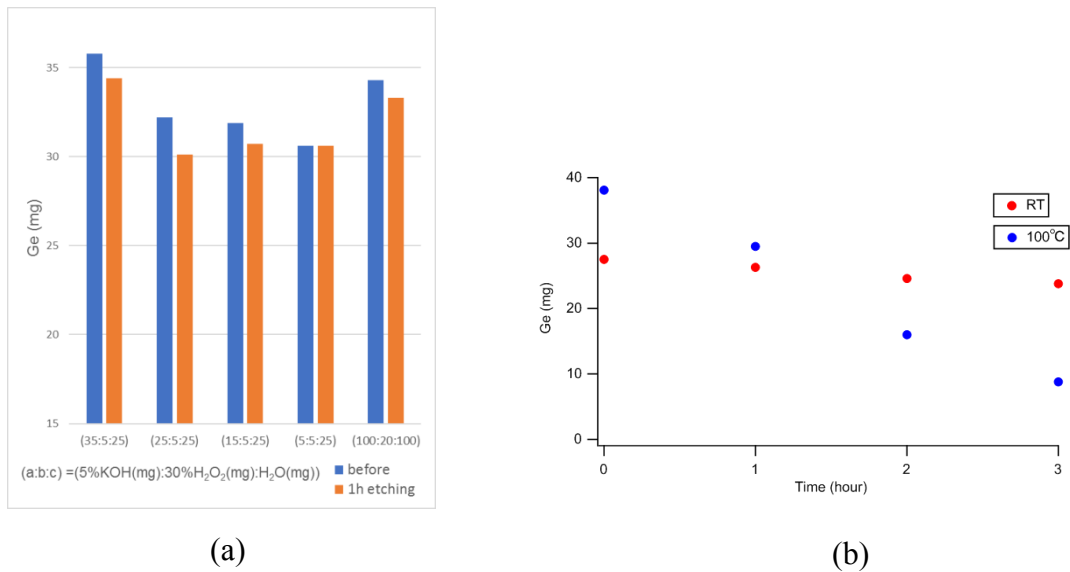 35
30
25
20
15
Ge (mg)
(35:5:25) (25:5:25) (15:5:25) (5:5:25) (100:20:100)
(a:b:c) =(5%KOH(mg):30%H₂O₂(mg):H₂O(mg))
before
1h etching
(a)
40
30
20
10
0
Ge (mg)
RT
100°C
0 1 2 3
Time (hour)
(b)